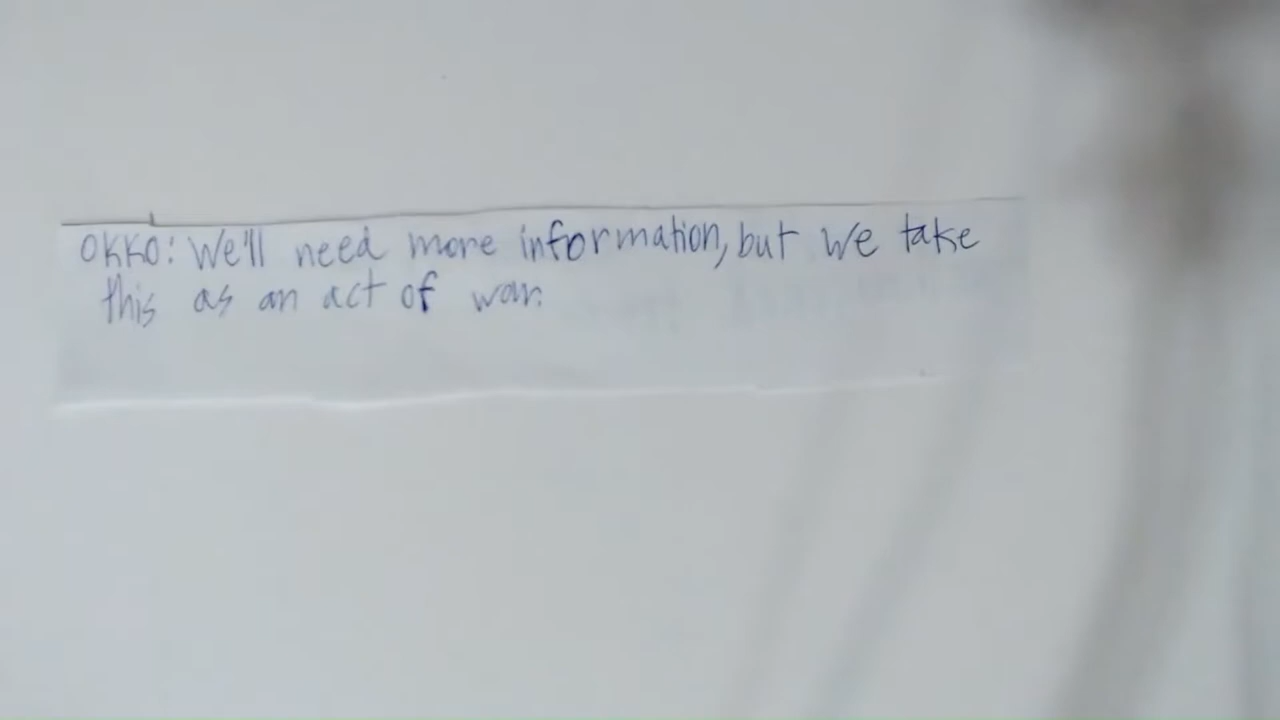 OKKO: We'll need more information, but we take
this as an act of war.